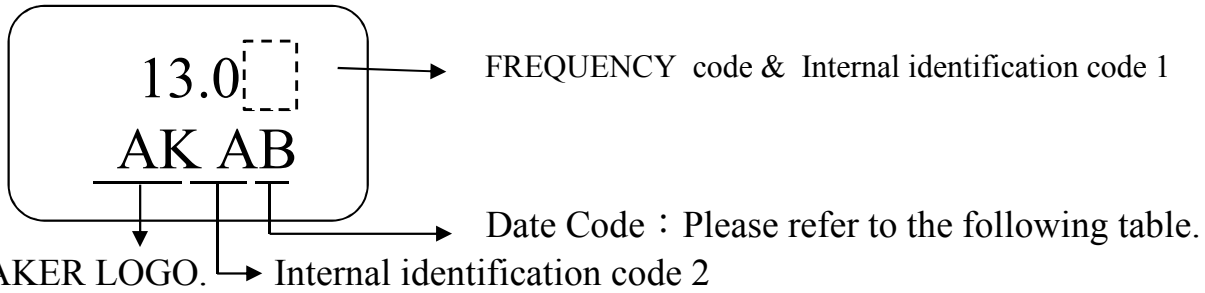 13.0
FREQUENCY code & Internal identification code 1
AK AB
Date Code：Please refer to the following table.
AKER LOGO. Internal identification code 2